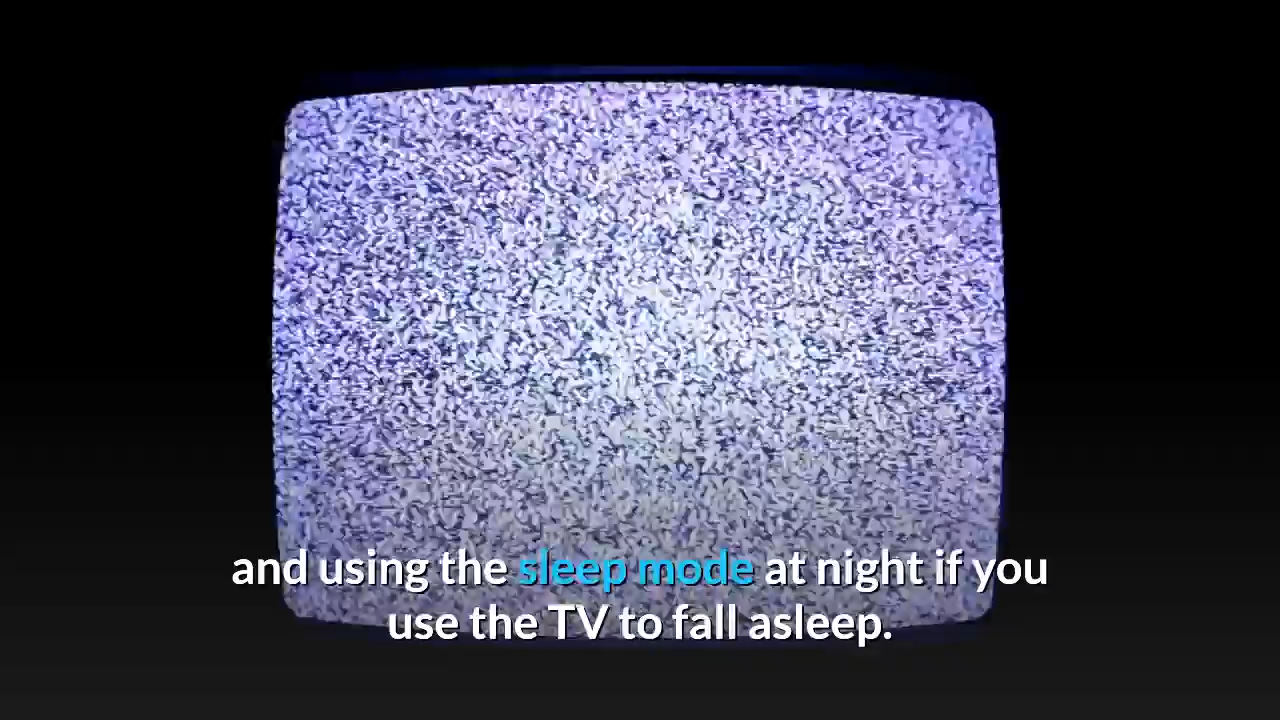 and using the sleep mode at night if you
use the TV to fall asleep.